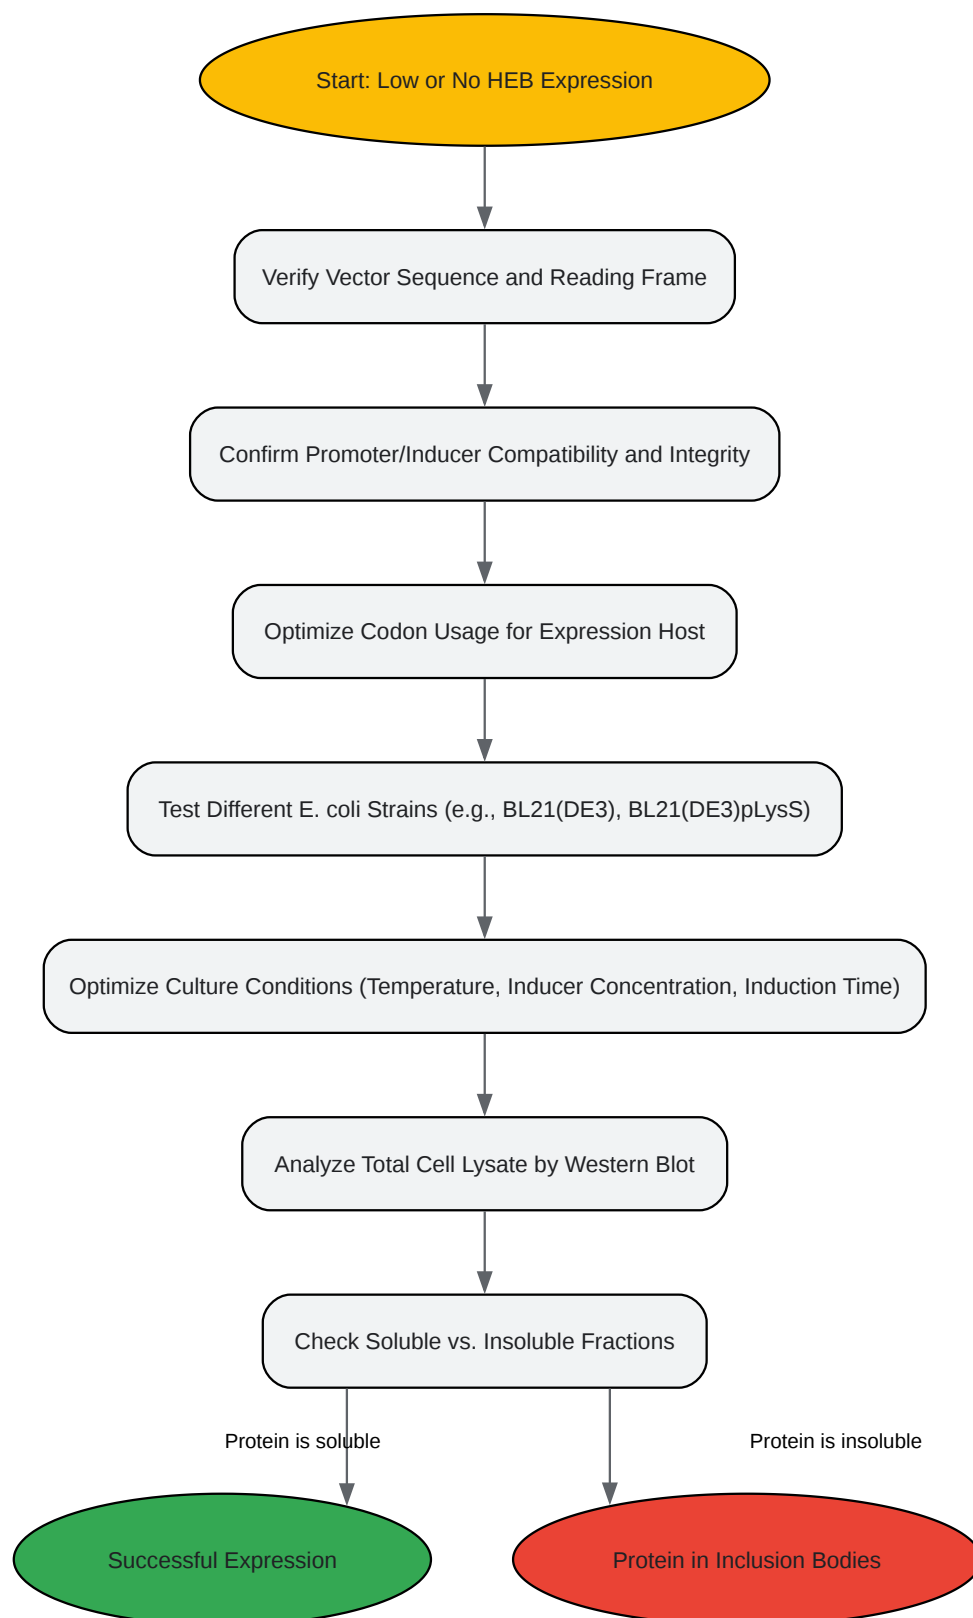 Start: Low or No HEB Expression
Verify Vector Sequence and Reading Frame
Confirm Promoter/Inducer Compatibility and Integrity
Optimize Codon Usage for Expression Host
Test Different E. coli Strains (e.g., BL21(DE3), BL21(DE3)pLysS)
Optimize Culture Conditions (Temperature, Inducer Concentration, Induction Time)
Analyze Total Cell Lysate by Western Blot
Check Soluble vs. Insoluble Fractions
Protein is soluble
Protein is insoluble
Successful Expression
Protein in Inclusion Bodies